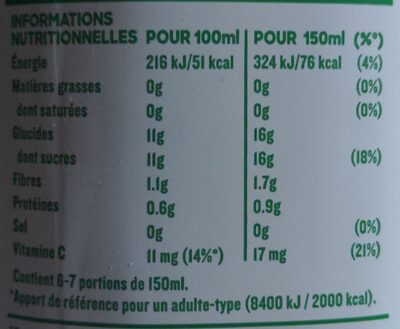 INFORMATIONS
NUTRITIONNELLES POUR 100ml POUR 150ml (%*)
Énergie 216 kJ/51 kcal 324 kJ/76 kcal (4%)
Matières grasses 0g 0g (0%)
dont saturées 0g 0g (0%)
Glucides 11g 16g
dont sucres 11g 16g (18%)
Fibres 1.1g 1.7g
Protéines 0.6g 0.9g
Sel 0g 0g (0%)
Vitamine C 11 mg (14%*) 17 mg (21%)
Contient 6-7 portions de 150ml.
*Apport de référence pour un adulte-type (8400 kJ / 2000 kcal).